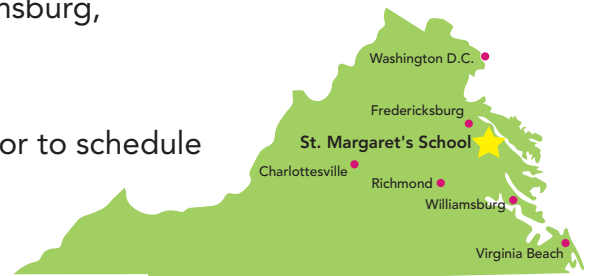 nsburg,
or to schedule
Washington D.C.
Fredericksburg
St. Margaret's School
Charlottesville
Richmond
Williamsburg
Virginia Beach